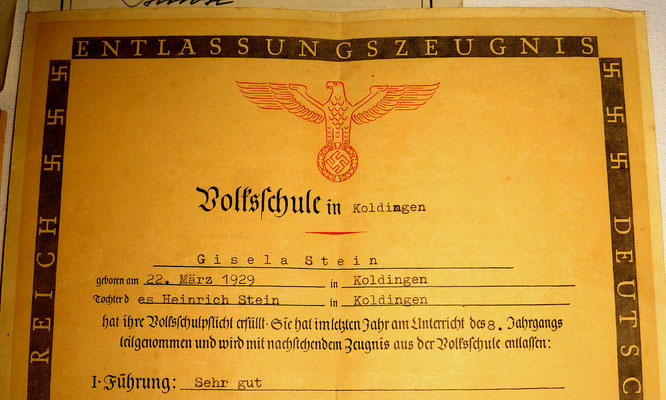 ENTLASSUNGSZEUGNIS
REICH
DEUTSC
Volksschule in Koldingen
Gisela Stein
geboren am 22. März 1929 in Koldingen
Tochter d es Heinrich Stein in Koldingen
hat ihre Volksschulpflicht erfüllt. Sie hat im letzten Jahr am Unterricht des 8. Jahrgangs
teilgenommen und wird mit nachstehendem Zeugnis aus der Volksschule entlassen:
I. Führung: Sehr gut